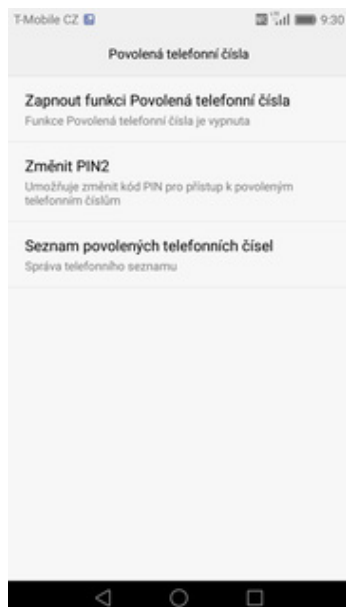 T-Mobile CZ 9:30
Povolená telefonní čísla
Zapnout funkci Povolená telefonní čísla
Funkce Povolená telefonní čísla je vypnuta
Změnit PIN2
Umožňuje změnit kód PIN pro přístup k povoleným
telefonním číslům
Seznam povolených telefonních čísel
Správa telefonního seznamu